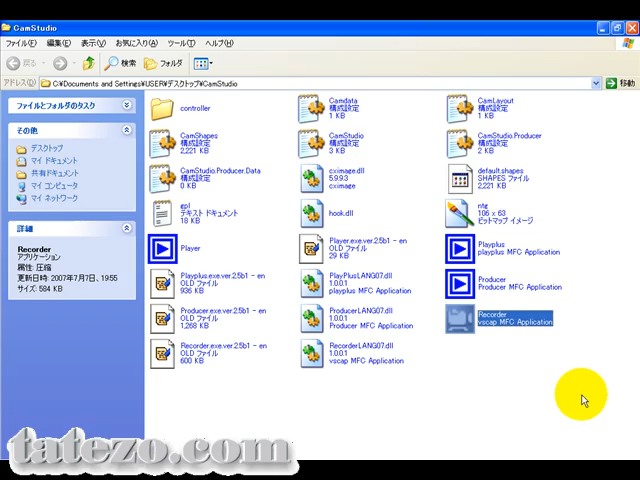 CamStudio
ファイル(F) 編集(E) 表示(V) お気に入り(A) ツール(T) ヘルプ(H)
戻る 検索 フォルダ
アドレス(D) C:¥Documents and Settings¥USER¥デスクトップ¥CamStudio 移動
ファイルとフォルダのタスク
その他
デスクトップ
マイ ドキュメント
共有ドキュメント
マイ コンピュータ
マイ ネットワーク
詳細
Recorder
アプリケーション
属性: 圧縮
更新日時: 2007年7月7日、19:55
サイズ: 584 KB
controller
Camdata
構成設定
1 KB
CamLayout
構成設定
1 KB
CamShapes
構成設定
2,221 KB
CamStudio
構成設定
3 KB
CamStudio.Producer
構成設定
2 KB
CamStudio.Producer.Data
構成設定
0 KB
cximage.dll
5.9.9.3
cximage
default.shapes
SHAPES ファイル
2,221 KB
gpl
テキスト ドキュメント
18 KB
hook.dll
ntg
106 x 63
ビットマップ イメージ
Player
Player.exe.ver.2.5b1 - en
OLD ファイル
29 KB
Playplus
playplus MFC Application
Playplus.exe.ver.2.5b1 - en
OLD ファイル
936 KB
PlayPlusLANG07.dll
1.0.0.1
playplus MFC Application
Producer
Producer MFC Application
Producer.exe.ver.2.5b1 - en
OLD ファイル
1,268 KB
ProducerLANG07.dll
1.0.0.1
Producer MFC Application
Recorder
vscap MFC Application
Recorder.exe.ver.2.5b1 - en
OLD ファイル
600 KB
RecorderLANG07.dll
1.0.0.1
vscap MFC Application
tatezo.com